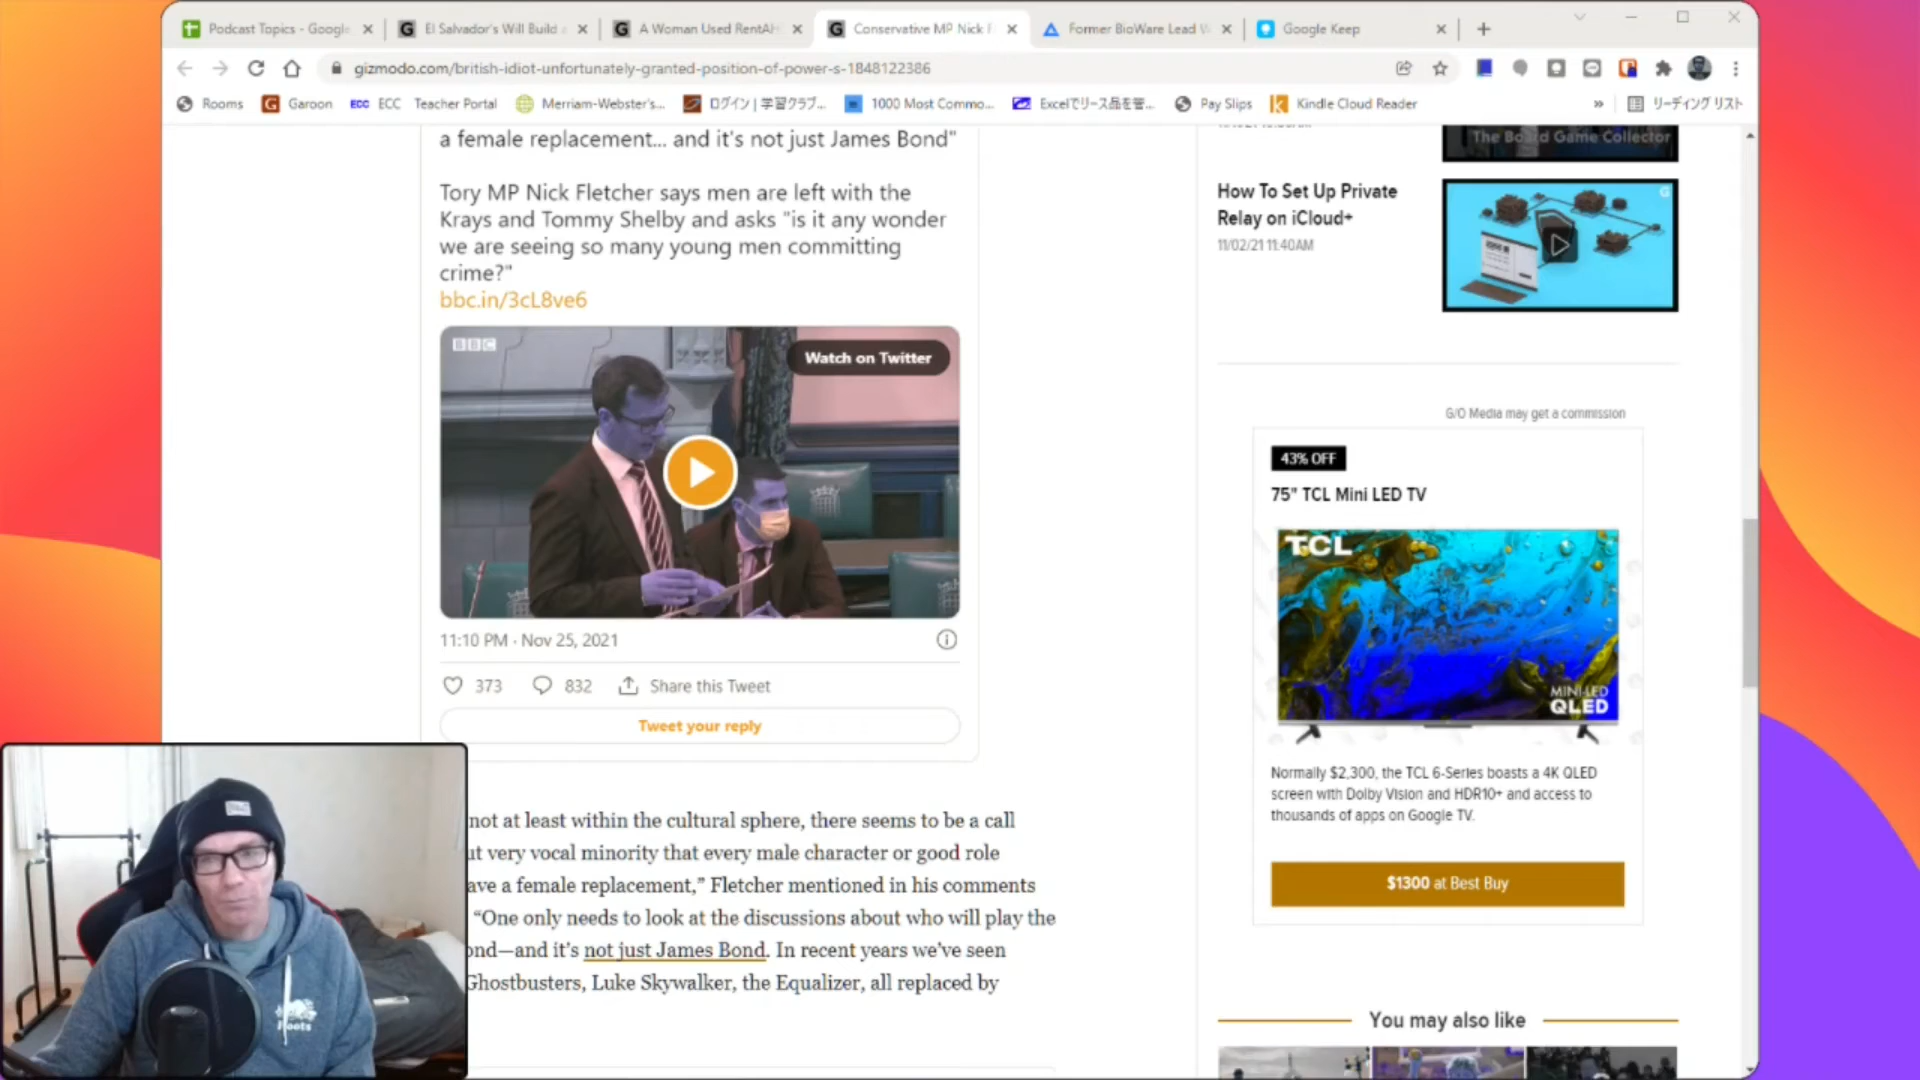 Podcast Topics - Google
El Salvador's Will Build a
A Woman Used RentAH
Conservative MP Nick F
Former BioWare Lead W
Google Keep
gizmodo.com/british-idiot-unfortunately-granted-position-of-power-s-1848122386
Rooms
Garoon
ECC ECC
Teacher Portal
Merriam-Webster's...
ログイン | 学習クラブ...
1000 Most Commo...
Excelでリース品を管...
Pay Slips
Kindle Cloud Reader
»
リーディング リスト
a female replacement... and it's not just James Bond"
Tory MP Nick Fletcher says men are left with the
Krays and Tommy Shelby and asks "is it any wonder
we are seeing so many young men committing
crime?"
bbc.in/3cL8ve6
BBC
Watch on Twitter
11:10 PM · Nov 25, 2021
373
832
Share this Tweet
Tweet your reply
not at least within the cultural sphere, there seems to be a call
ut very vocal minority that every male character or good role
ave a female replacement,” Fletcher mentioned in his comments
“One only needs to look at the discussions about who will play the
ond—and it’s not just James Bond. In recent years we’ve seen
Ghostbusters, Luke Skywalker, the Equalizer, all replaced by
Roots
The Board Game Collector
How To Set Up Private
Relay on iCloud+
11/02/21 11:40AM
G/O Media may get a commission
43% OFF
75" TCL Mini LED TV
TCL
MINI-LED
QLED
Normally $2,300, the TCL 6-Series boasts a 4K QLED
screen with Dolby Vision and HDR10+ and access to
thousands of apps on Google TV.
$1300 at Best Buy
You may also like